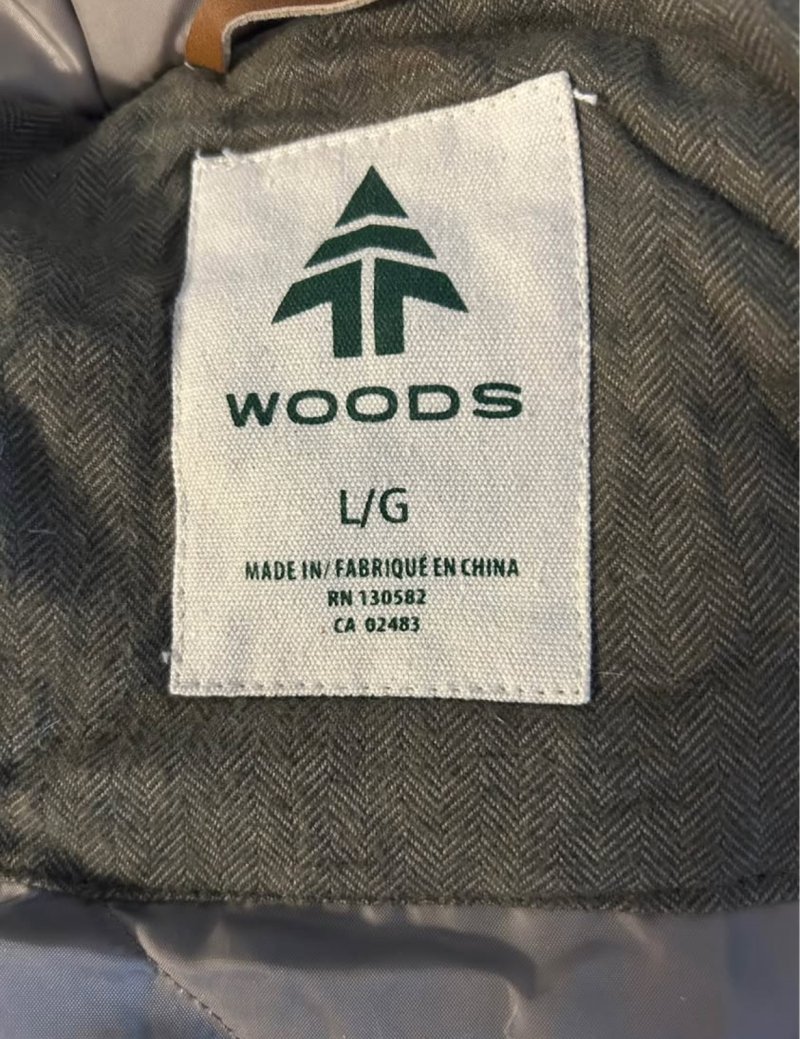 WOODS
L/G
MADE IN/ FABRIQUÉ EN CHINA
RN 130582
CA 02483